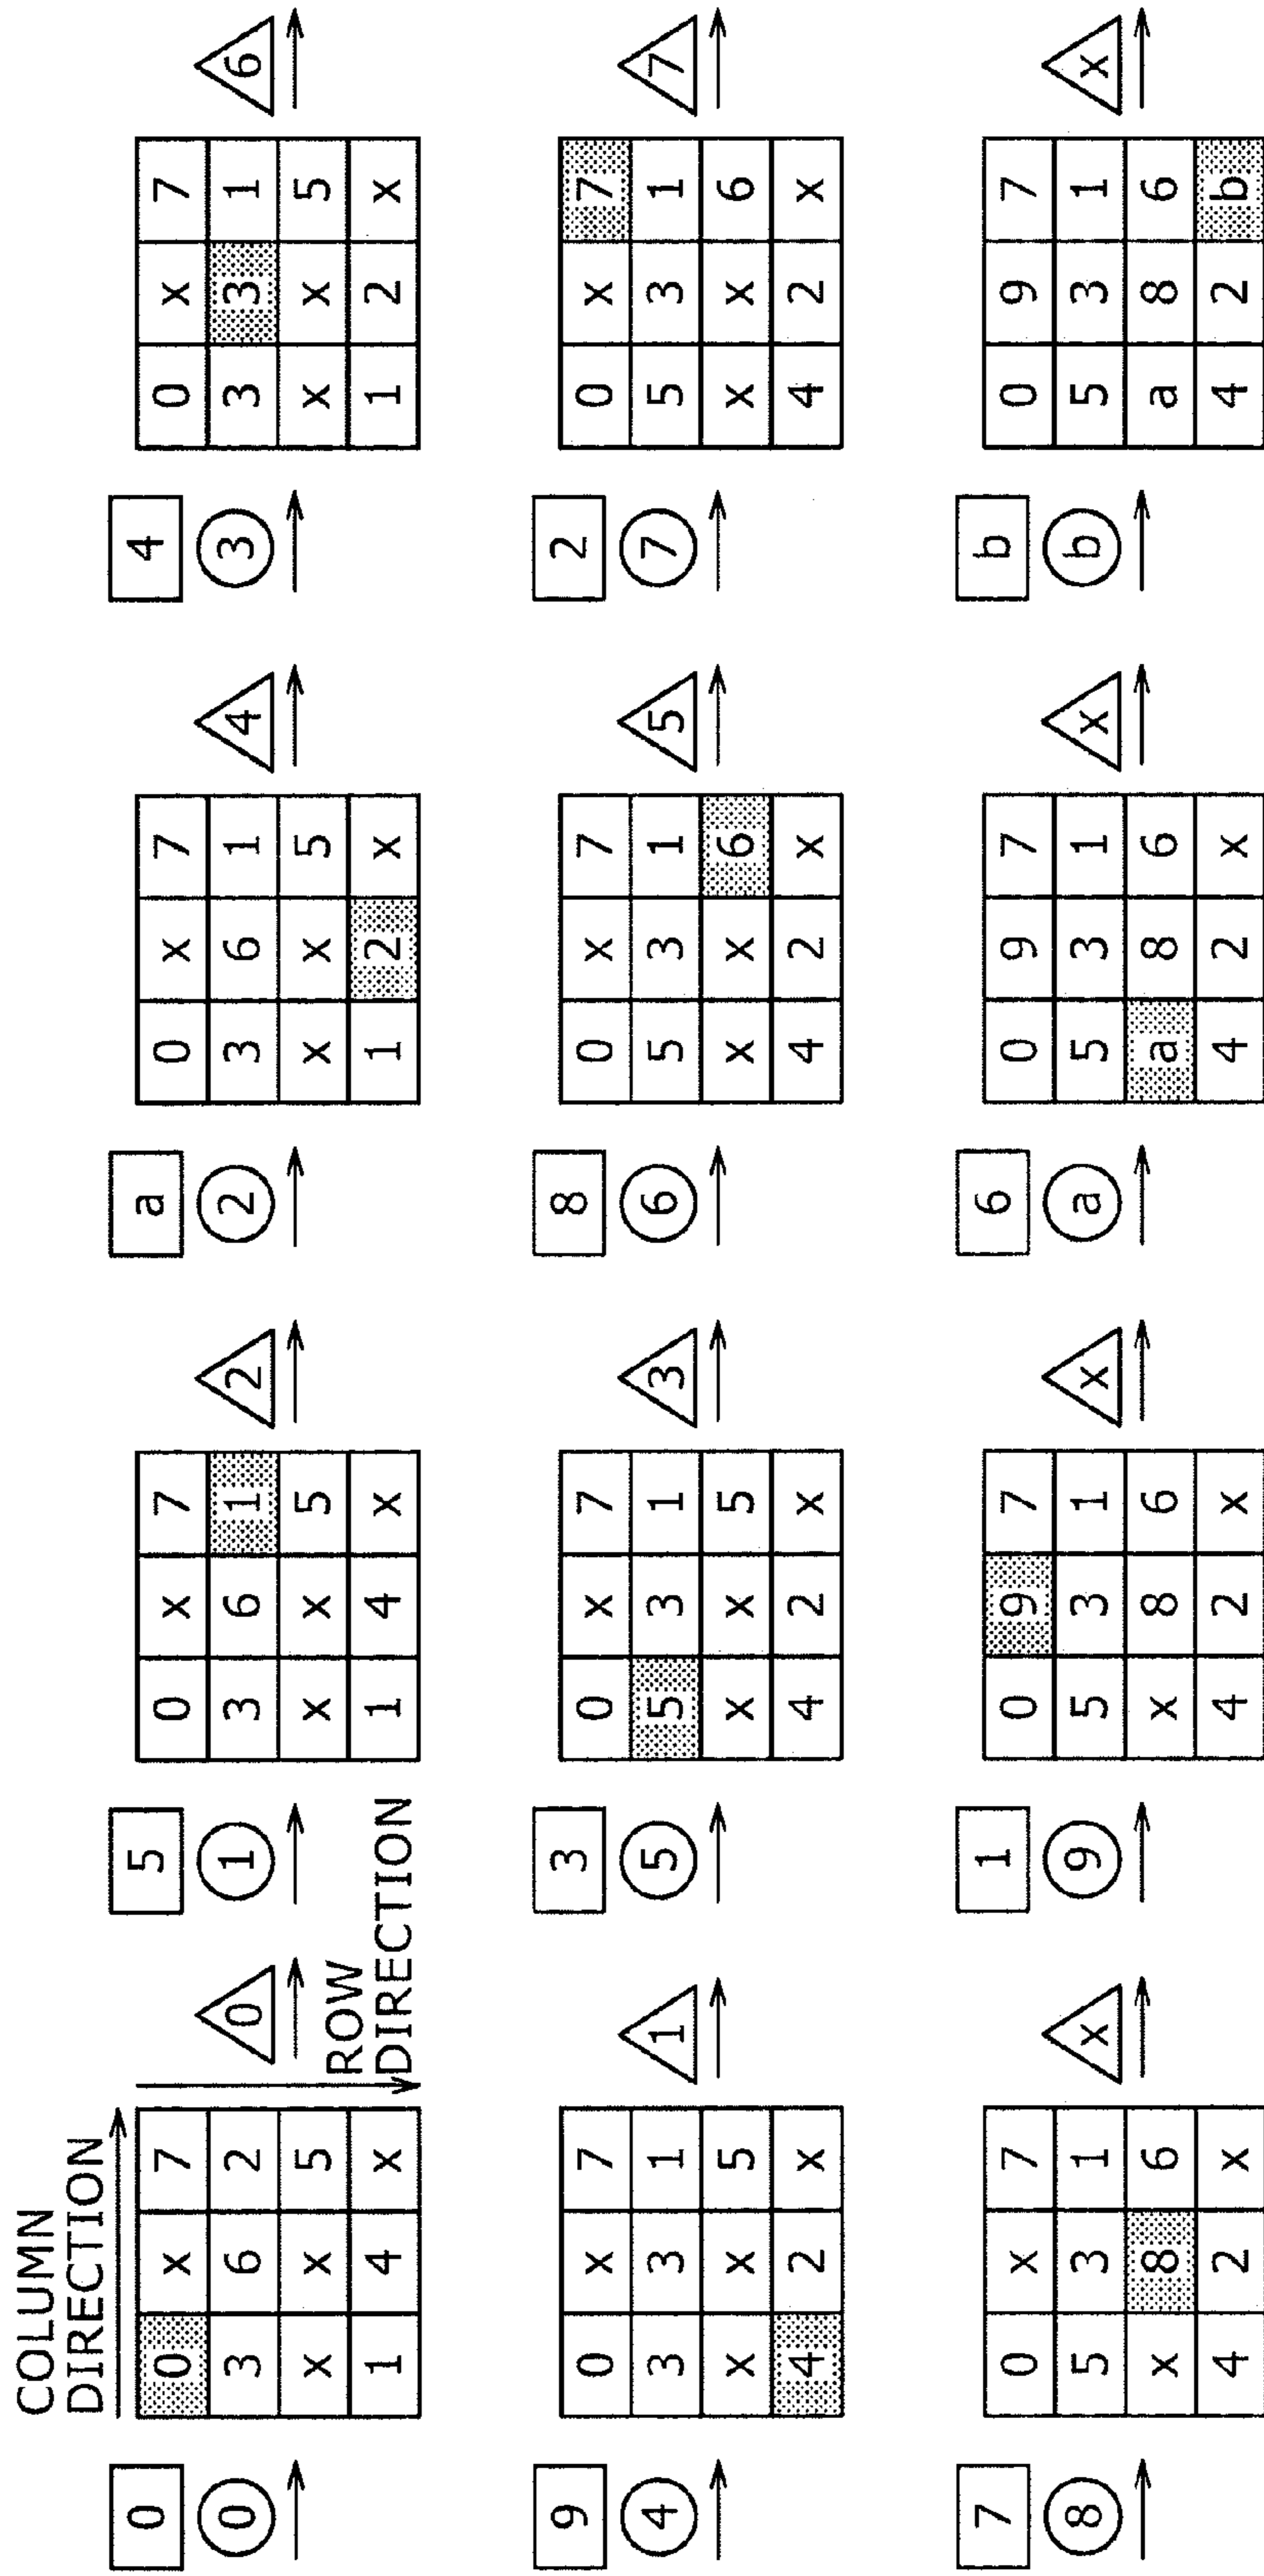 COLUMN
DIRECTION
0
0
0 x 7
3 6 2
x x 5
1 4 x
0
ROW
DIRECTION
5
1
0 x 7
3 6 1
x x 5
1 4 x
2
a
2
0 x 7
3 6 1
x x 5
1 2 x
4
4
3
0 x 7
3 3 1
x x 5
1 2 x
6
9
4
0 x 7
3 3 1
x x 5
4 2 x
1
3
5
0 x 7
5 3 1
x x 5
4 2 x
3
8
6
0 x 7
5 3 1
x x 6
4 2 x
5
2
7
0 x 7
5 3 1
x x 6
4 2 x
7
7
8
0 x 7
5 3 1
x 8 6
4 2 x
x
1
9
0 9 7
5 3 1
x 8 6
4 2 x
x
6
a
0 9 7
5 3 1
a 8 6
4 2 x
x
b
b
0 9 7
5 3 1
a 8 6
4 2 b
x